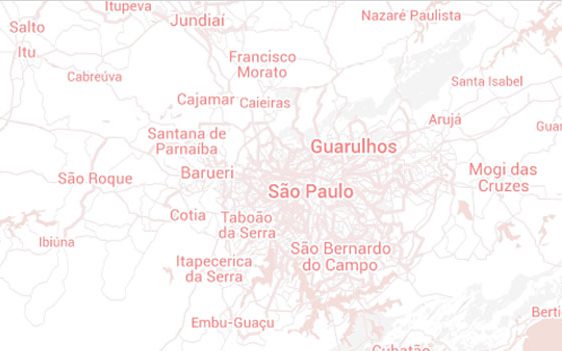 Itupeva
Jundiaí
Nazaré Paulista
Salto
Itu
Francisco
Morato
Cabreúva
Santa Isabel
Cajamar
Caieiras
Arujá
Santana de
Parnaíba
Guarulhos
Barueri
São Roque
Mogi das
Cruzes
São Paulo
Cotia
Taboão
da Serra
Ibiúna
São Bernardo
do Campo
Itapecerica
da Serra
Embu-Guaçu